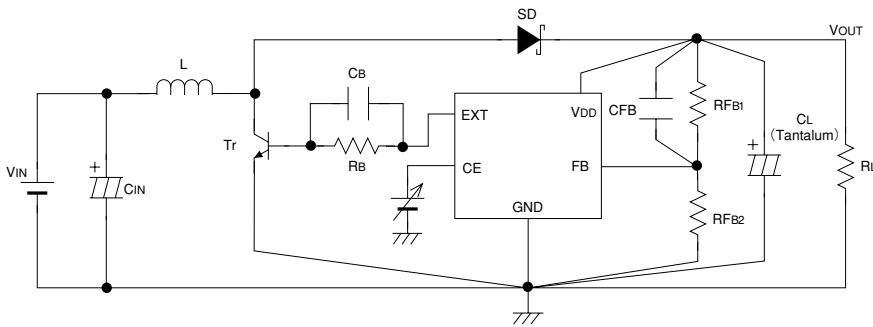 SD
VOUT
L
CB
EXT
VDD
CFB
RFB1
CL
(Tantalum)
+
Tr
RB
CE
FB
RL
VIN
+
CIN
GND
RFB2